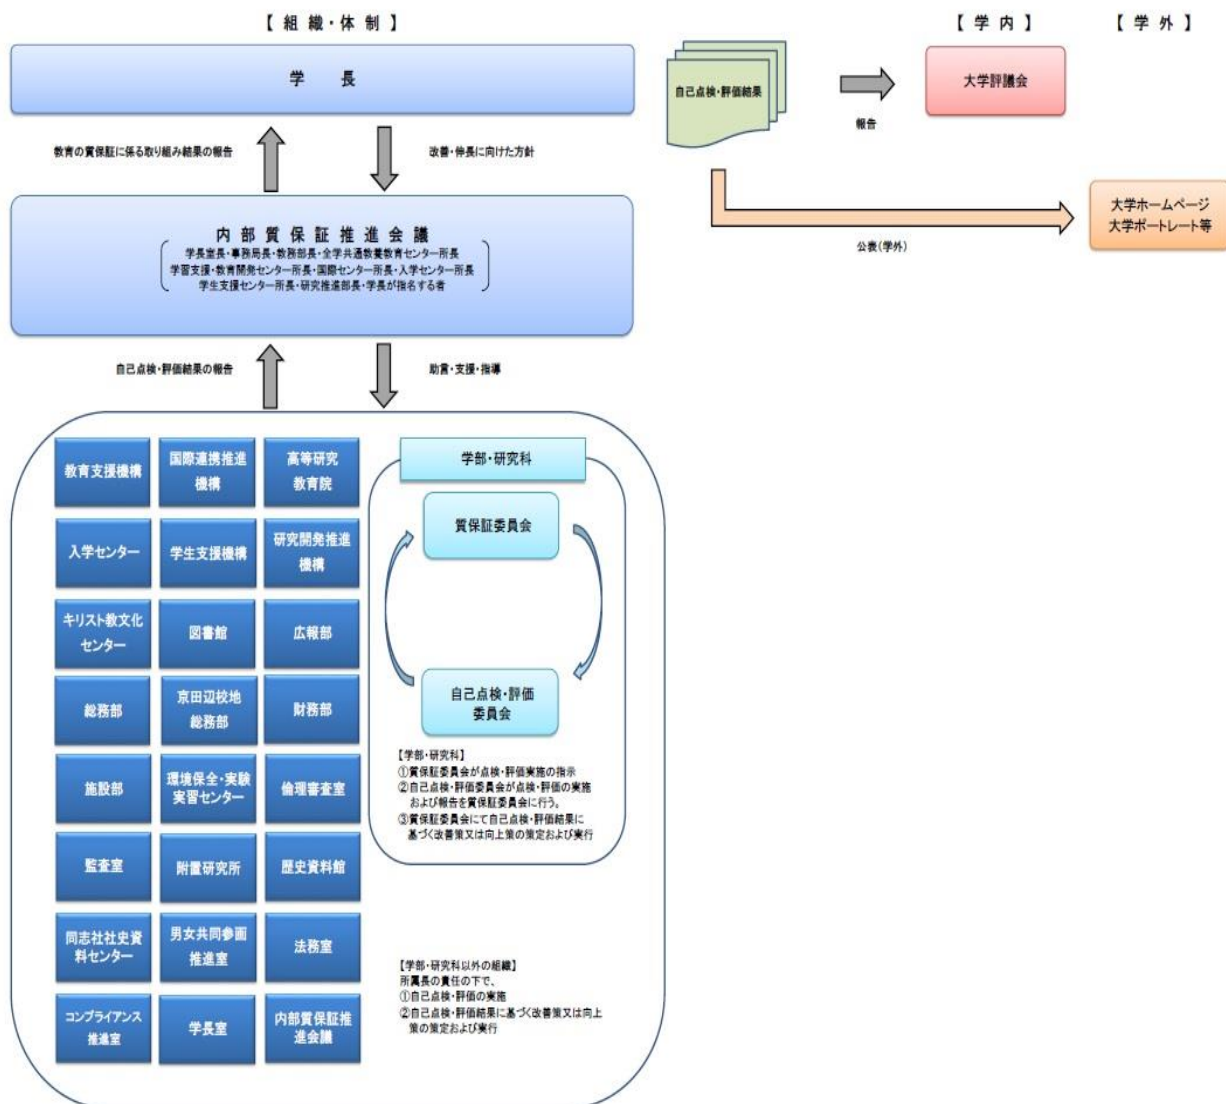 【 組 織 ・ 体 制 】
学 長
教育の質保証に係る取り組み結果の報告
改善・伸長に向けた方針
内 部 質 保 証 推 進 会 議
学長室長・事務局長・教務部長・全学共通教養教育センター所長
学習支援・教育開発センター所長・国際センター所長・入学センター所長
学生支援センター所長・研究推進部長・学長が指名する者
自己点検・評価結果の報告
助言・支援・指導
教育支援機構
国際連携推進
機構
高等研究
教育院
入学センター
学生支援機構
研究開発推進
機構
キリスト教文化
センター
図書館
広報部
総務部
京田辺校地
総務部
財務部
施設部
環境保全・実験
実習センター
倫理審査室
監査室
附置研究所
歴史資料館
同志社社史資
料センター
男女共同参画
推進室
法務室
コンプライアンス
推進室
学長室
内部質保証推
進会議
学部・研究科
質保証委員会
自己点検・評価
委員会
【学部・研究科】
①質保証委員会が点検・評価実施の指示
②自己点検・評価委員会が点検・評価の実施
および報告を質保証委員会に行う。
③質保証委員会にて自己点検・評価結果に
基づく改善策又は向上策の策定および実行
【学部・研究科以外の組織】
所属長の責任の下で、
①自己点検・評価の実施
②自己点検・評価結果に基づく改善策又は向上
策の策定および実行
【 学 内 】
【 学 外 】
自己点検・評価結果
報告
大学評議会
公表(学外)
大学ホームページ
大学ポートレート等